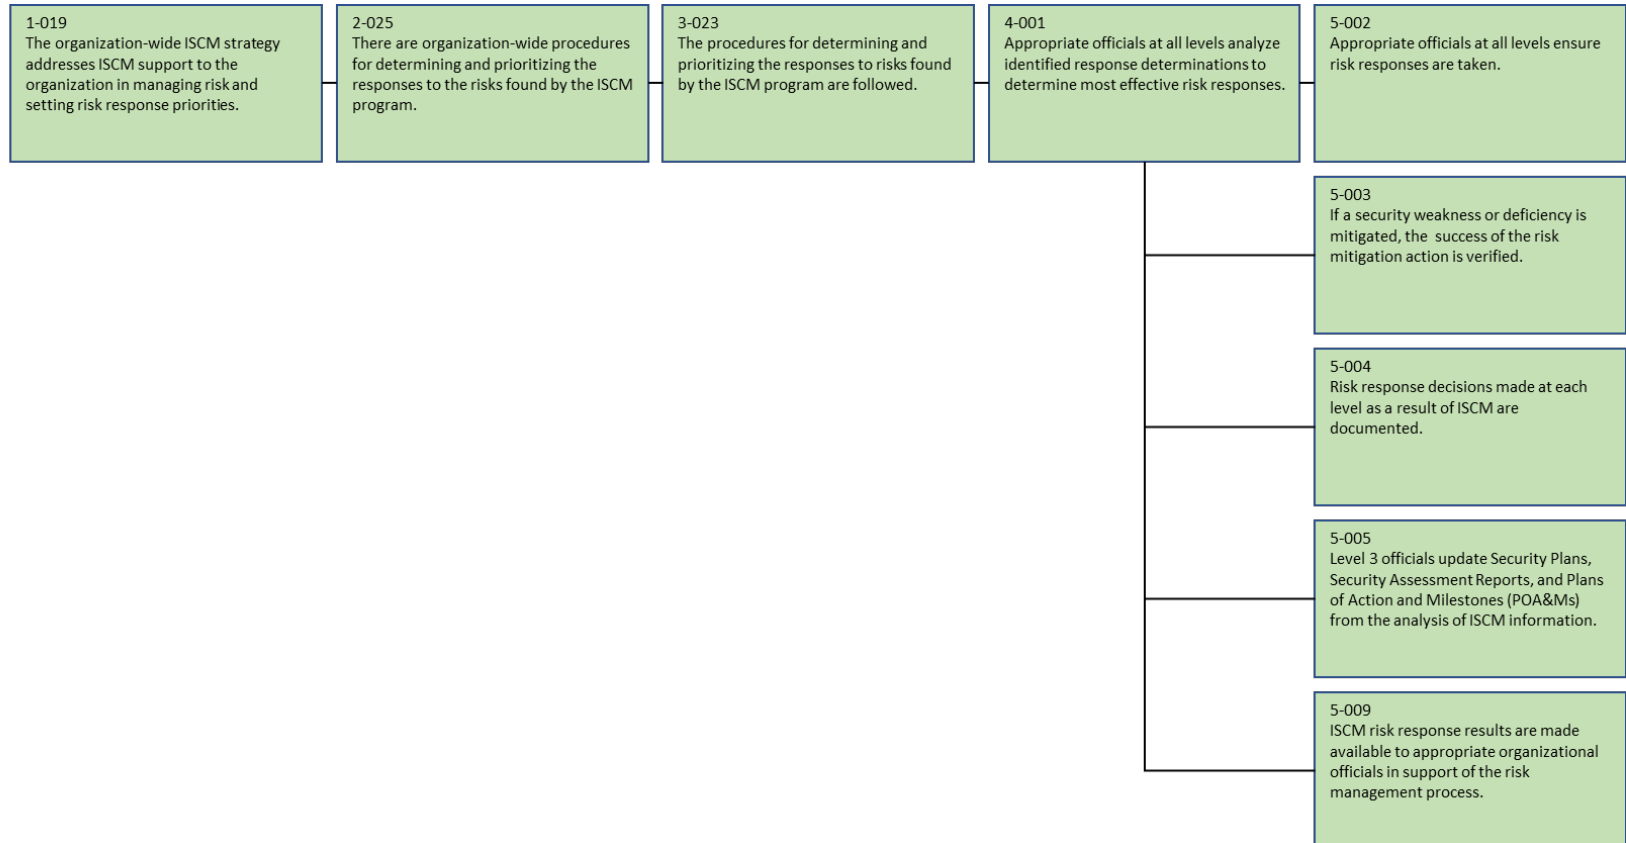 1-019
The organization-wide ISCM strategy
addresses ISCM support to the
organization in managing risk and
setting risk response priorities.
2-025
There are organization-wide procedures
for determining and prioritizing the
responses to the risks found by the ISCM
program.
3-023
The procedures for determining and
prioritizing the responses to risks found
by the ISCM program are followed.
4-001
Appropriate officials at all levels analyze
identified response determinations to
determine most effective risk responses.
5-002
Appropriate officials at all levels ensure
risk responses are taken.
5-003
If a security weakness or deficiency is
mitigated, the  success of the risk
mitigation action is verified.
5-004
Risk response decisions made at each
level as a result of ISCM are
documented.
5-005
Level 3 officials update Security Plans,
Security Assessment Reports, and Plans
of Action and Milestones (POA&Ms)
from the analysis of ISCM information.
5-009
ISCM risk response results are made
available to appropriate organizational
officials in support of the risk
management process.